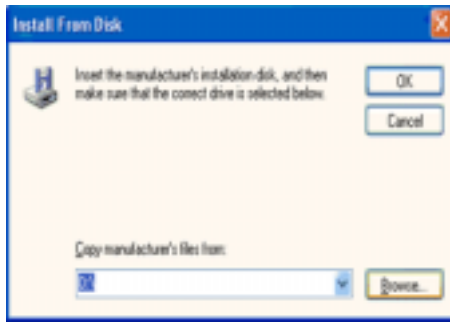 Install From Disk
Insert the manufacturer's installation disk, and then
make sure that the correct drive is selected below.
OK
Cancel
Copy manufacturer's files from:
D:\
Browse...